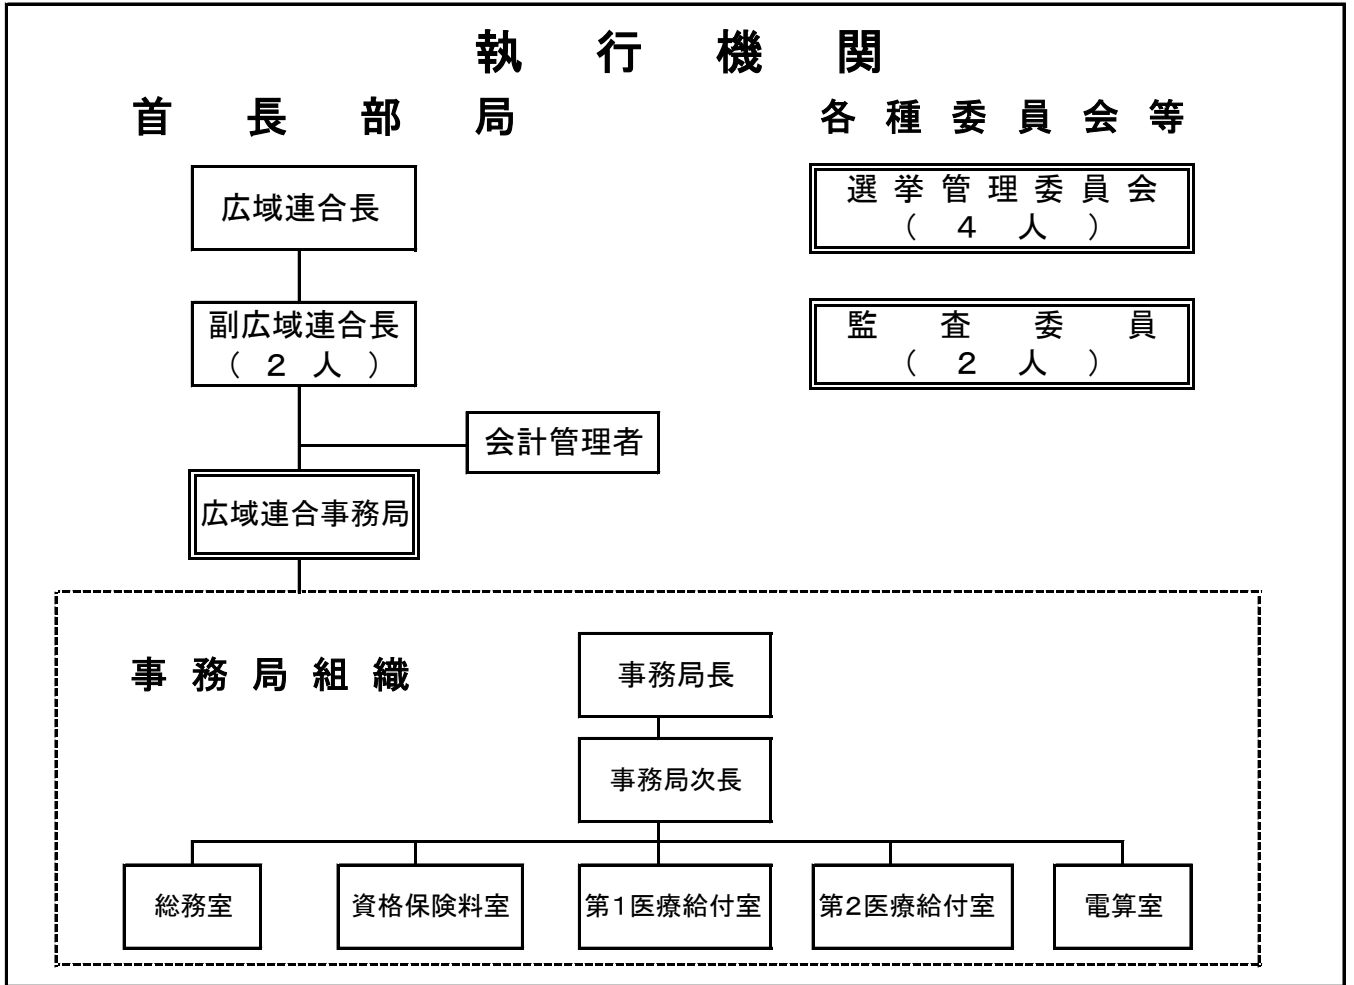 執行機関
首長部局
各種委員会等
広域連合長
選挙管理委員会
（４人）
副広域連合長
（２人）
監査委員
（２人）
会計管理者
広域連合事務局
事務局組織
事務局長
事務局次長
総務室
資格保険料室
第1医療給付室
第2医療給付室
電算室